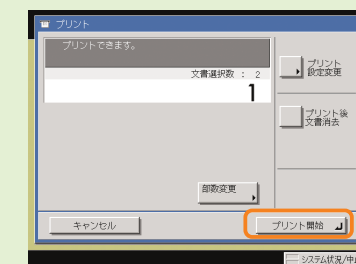 プリント
プリントできます。
文書選択数 : 2
1
プリント
設定変更
プリント後
文書消去
部数変更
キャンセル
プリント開始
システム状況/中止